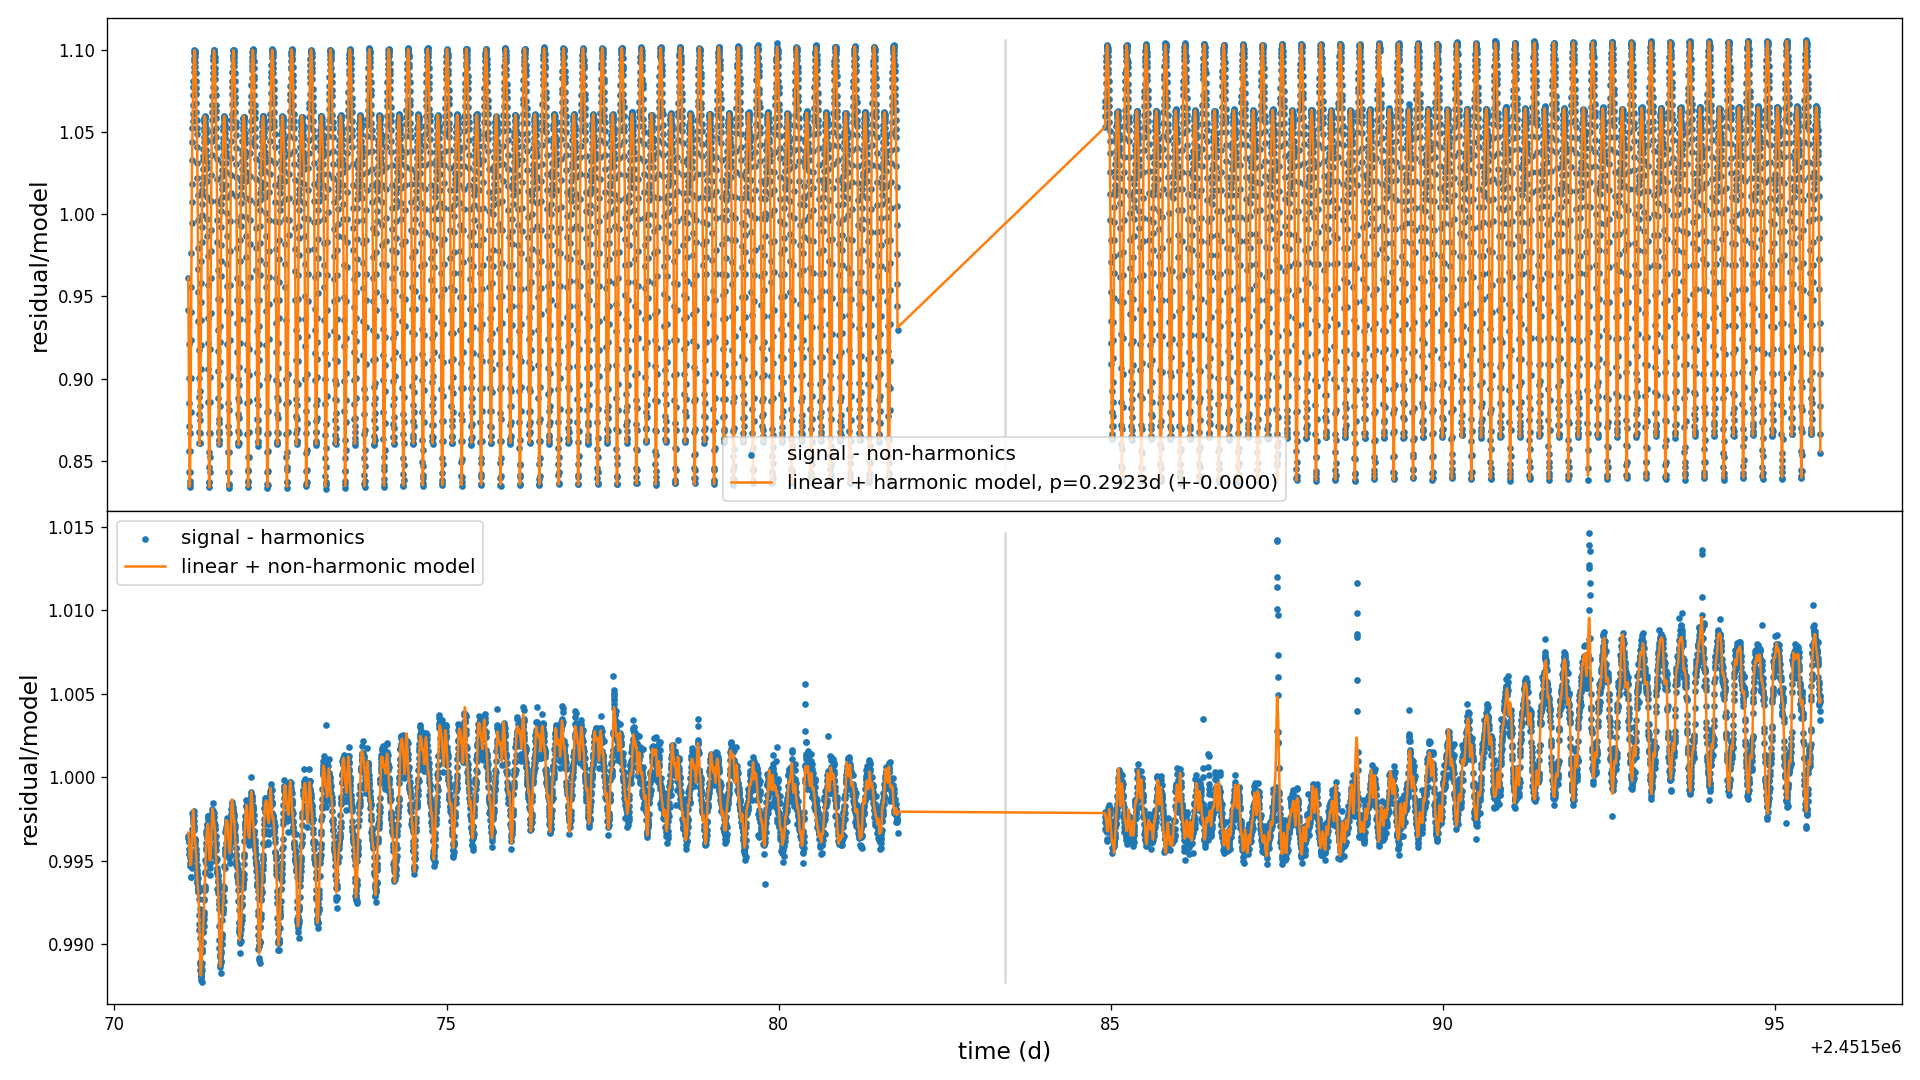 1.10
1.05
1.00
0.95
0.90
0.85
residual/model
signal - non-harmonics
linear + harmonic model, p=0.2923d (+-0.0000)
1.015
1.010
1.005
1.000
0.995
0.990
residual/model
signal - harmonics
linear + non-harmonic model
70 75 80 85 90 95
time (d)
+2.4515e6